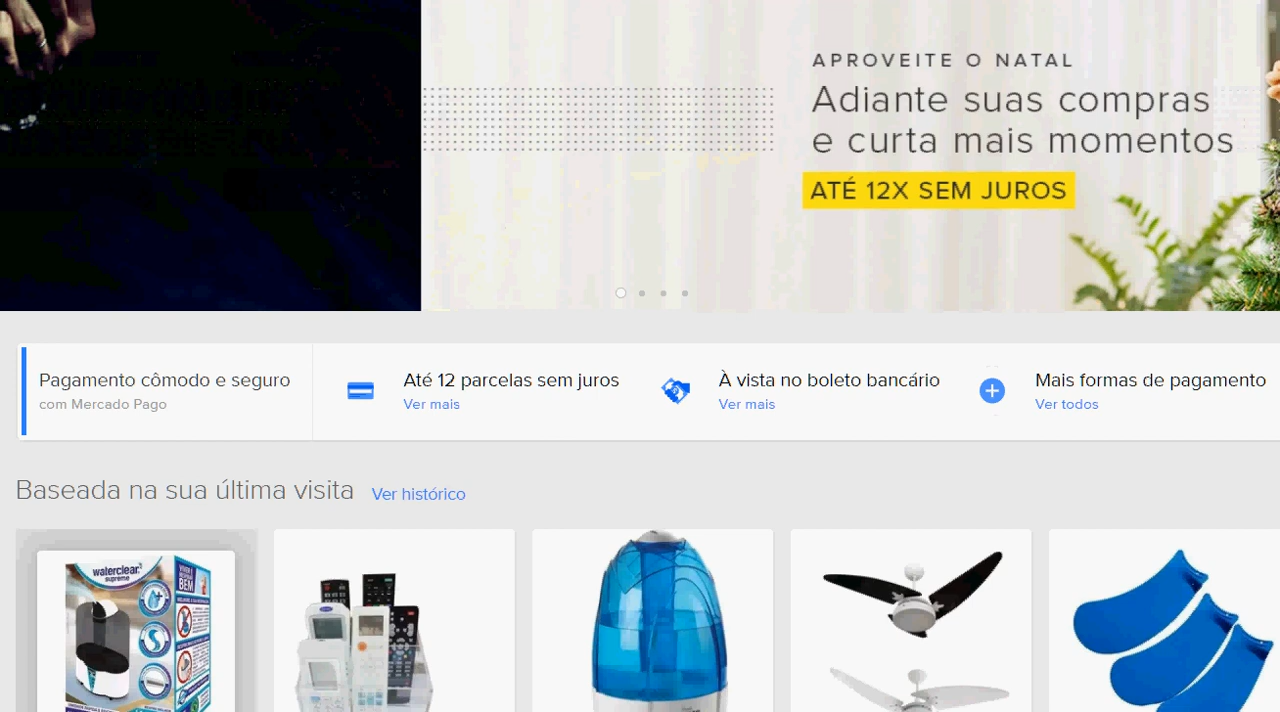 APROVEITE O NATAL
Adiante suas compras
e curta mais momentos
ATÉ 12X SEM JUROS
Pagamento cômodo e seguro
com Mercado Pago
Até 12 parcelas sem juros
Ver mais
À vista no boleto bancário
Ver mais
Mais formas de pagamento
Ver todos
Baseada na sua última visita
Ver histórico
waterclear
supreme
BEM